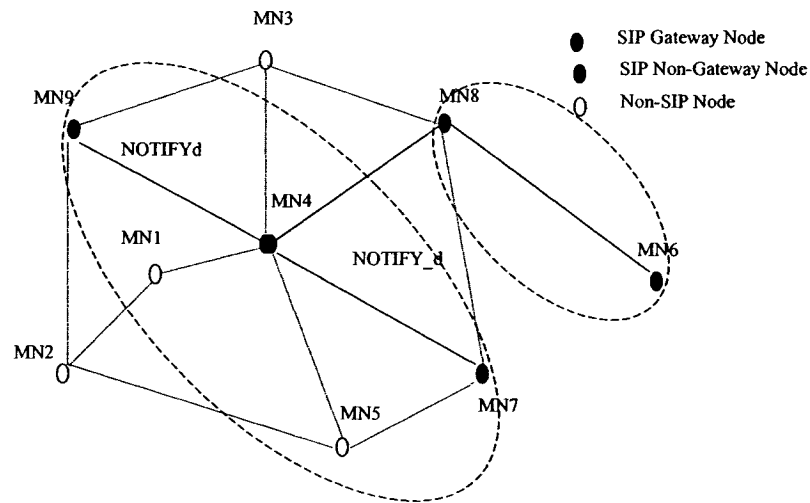 MN3
SIP Gateway Node
SIP Non-Gateway Node
Non-SIP Node
MN9
MN8
NOTIFYd
MN4
MN1
NOTIFY_d
MN6
MN2
MN5
MN7